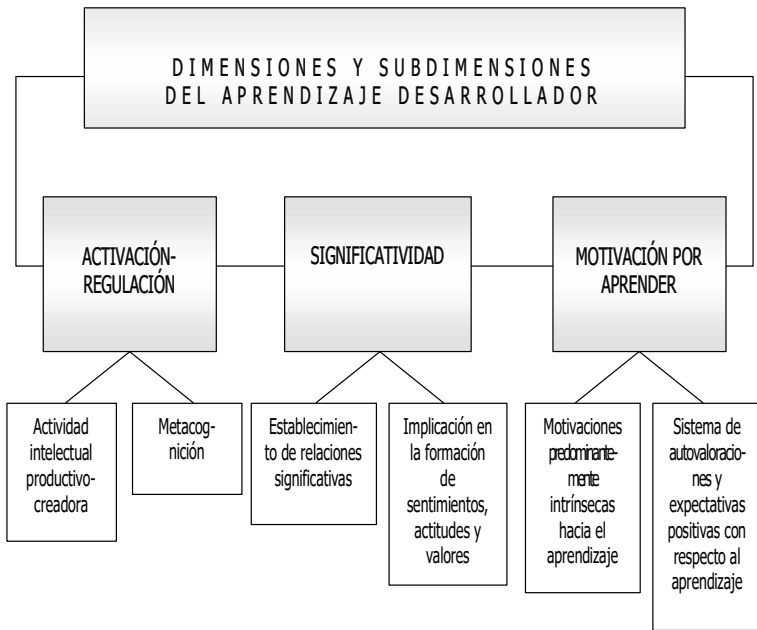 DIMENSIONES Y SUBDIMENSIONES
DEL APRENDIZAJE DESARROLLADOR
ACTIVACIÓN-
REGULACIÓN
SIGNIFICATIVIDAD
MOTIVACIÓN POR
APRENDER
Actividad
intelectual
productivo-
creadora
Metacog-
nición
Establecimien-
to de relaciones
significativas
Implicación en
la formación
de
sentimientos,
actitudes y
valores
Motivaciones
predominante-
mente
intrínsecas
hacia el
aprendizaje
Sistema de
autovaloracio-
nes y
expectativas
positivas con
respecto al
aprendizaje